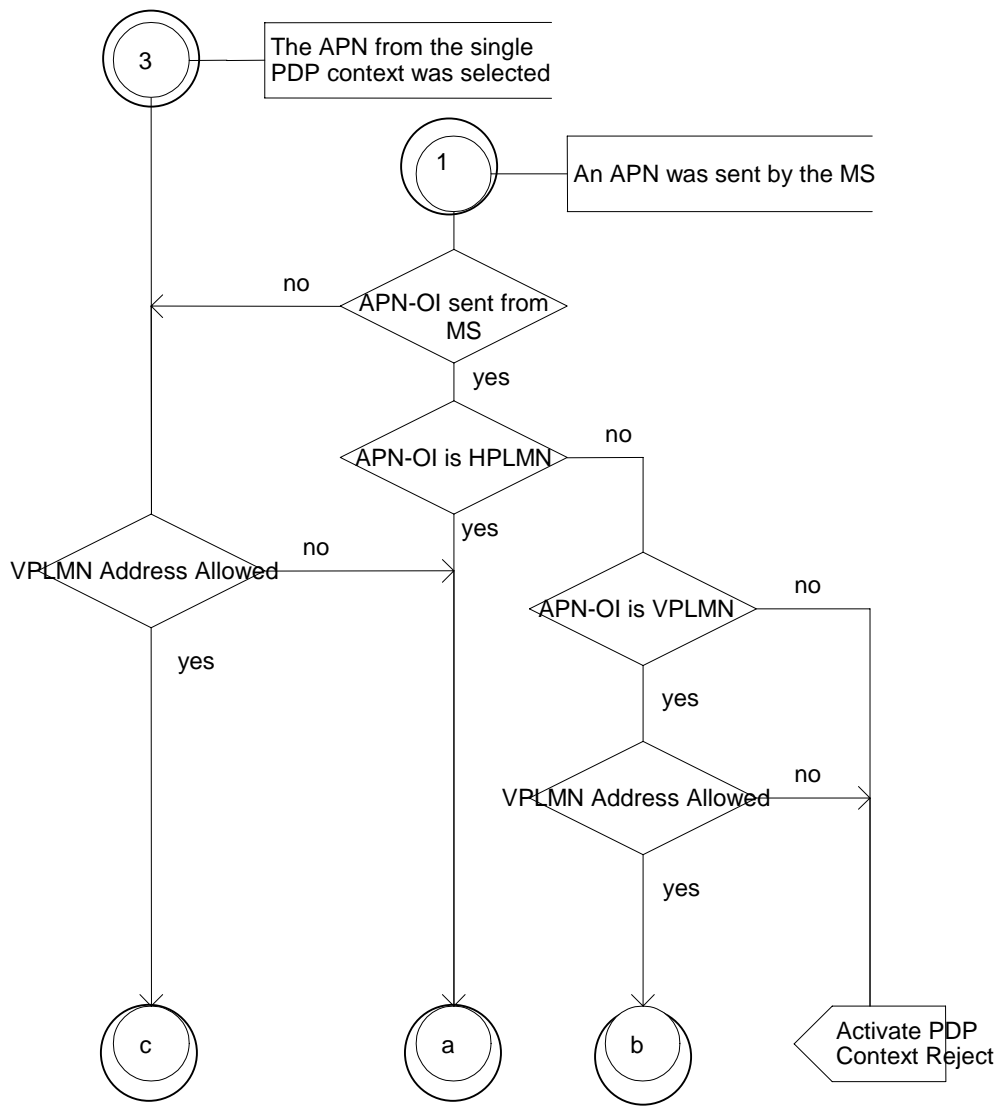 3
The APN from the single
PDP context was selected
1
An APN was sent by the MS
no
APN-OI sent from
MS
yes
APN-OI is HPLMN
no
yes
VPLMN Address Allowed
no
yes
APN-OI is VPLMN
no
yes
VPLMN Address Allowed
no
yes
c
a
b
Activate PDP
Context Reject